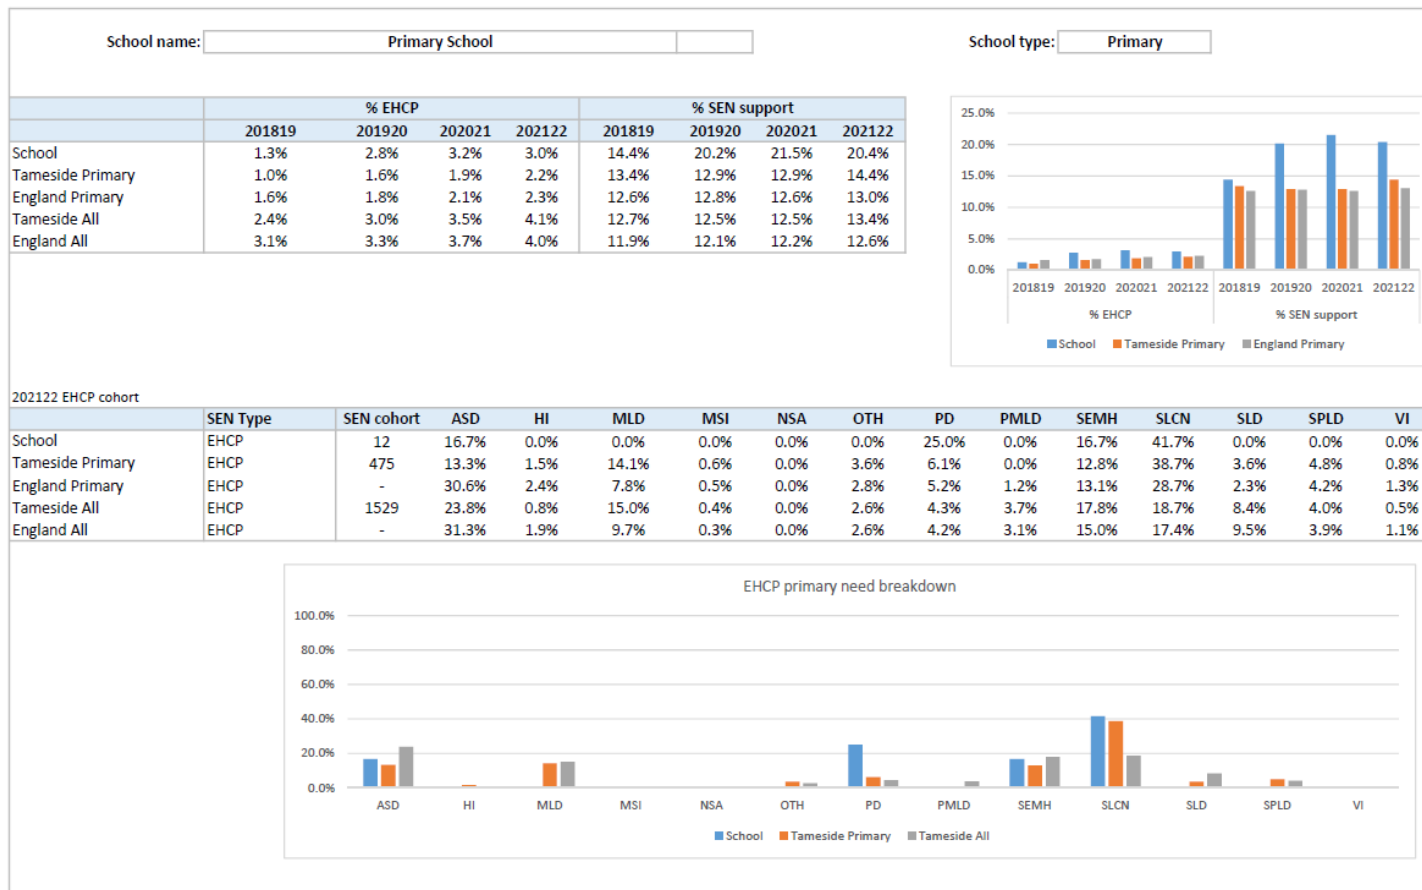 School name: Primary School School type: Primary
% EHCP % SEN support
201819 201920 202021 202122 201819 201920 202021 202122
School 1.3% 2.8% 3.2% 3.0% 14.4% 20.2% 21.5% 20.4%
Tameside Primary 1.0% 1.6% 1.9% 2.2% 13.4% 12.9% 12.9% 14.4%
England Primary 1.6% 1.8% 2.1% 2.3% 12.6% 12.8% 12.6% 13.0%
Tameside All 2.4% 3.0% 3.5% 4.1% 12.7% 12.5% 12.5% 13.4%
England All 3.1% 3.3% 3.7% 4.0% 11.9% 12.1% 12.2% 12.6%
25.0%
20.0%
15.0%
10.0%
5.0%
0.0%
201819 201920 202021 202122 201819 201920 202021 202122
% EHCP % SEN support
School Tameside Primary England Primary
202122 EHCP cohort
SEN Type SEN cohort ASD HI MLD MSI NSA OTH PD PMLD SEMH SLCN SLD SPLD VI
School EHCP 12 16.7% 0.0% 0.0% 0.0% 0.0% 0.0% 25.0% 0.0% 16.7% 41.7% 0.0% 0.0% 0.0%
Tameside Primary EHCP 475 13.3% 1.5% 14.1% 0.6% 0.0% 3.6% 6.1% 0.0% 12.8% 38.7% 3.6% 4.8% 0.8%
England Primary EHCP - 30.6% 2.4% 7.8% 0.5% 0.0% 2.8% 5.2% 1.2% 13.1% 28.7% 2.3% 4.2% 1.3%
Tameside All EHCP 1529 23.8% 0.8% 15.0% 0.4% 0.0% 2.6% 4.3% 3.7% 17.8% 18.7% 8.4% 4.0% 0.5%
England All EHCP - 31.3% 1.9% 9.7% 0.3% 0.0% 2.6% 4.2% 3.1% 15.0% 17.4% 9.5% 3.9% 1.1%
EHCP primary need breakdown
100.0%
80.0%
60.0%
40.0%
20.0%
0.0%
ASD HI MLD MSI NSA OTH PD PMLD SEMH SLCN SLD SPLD VI
School Tameside Primary Tameside All